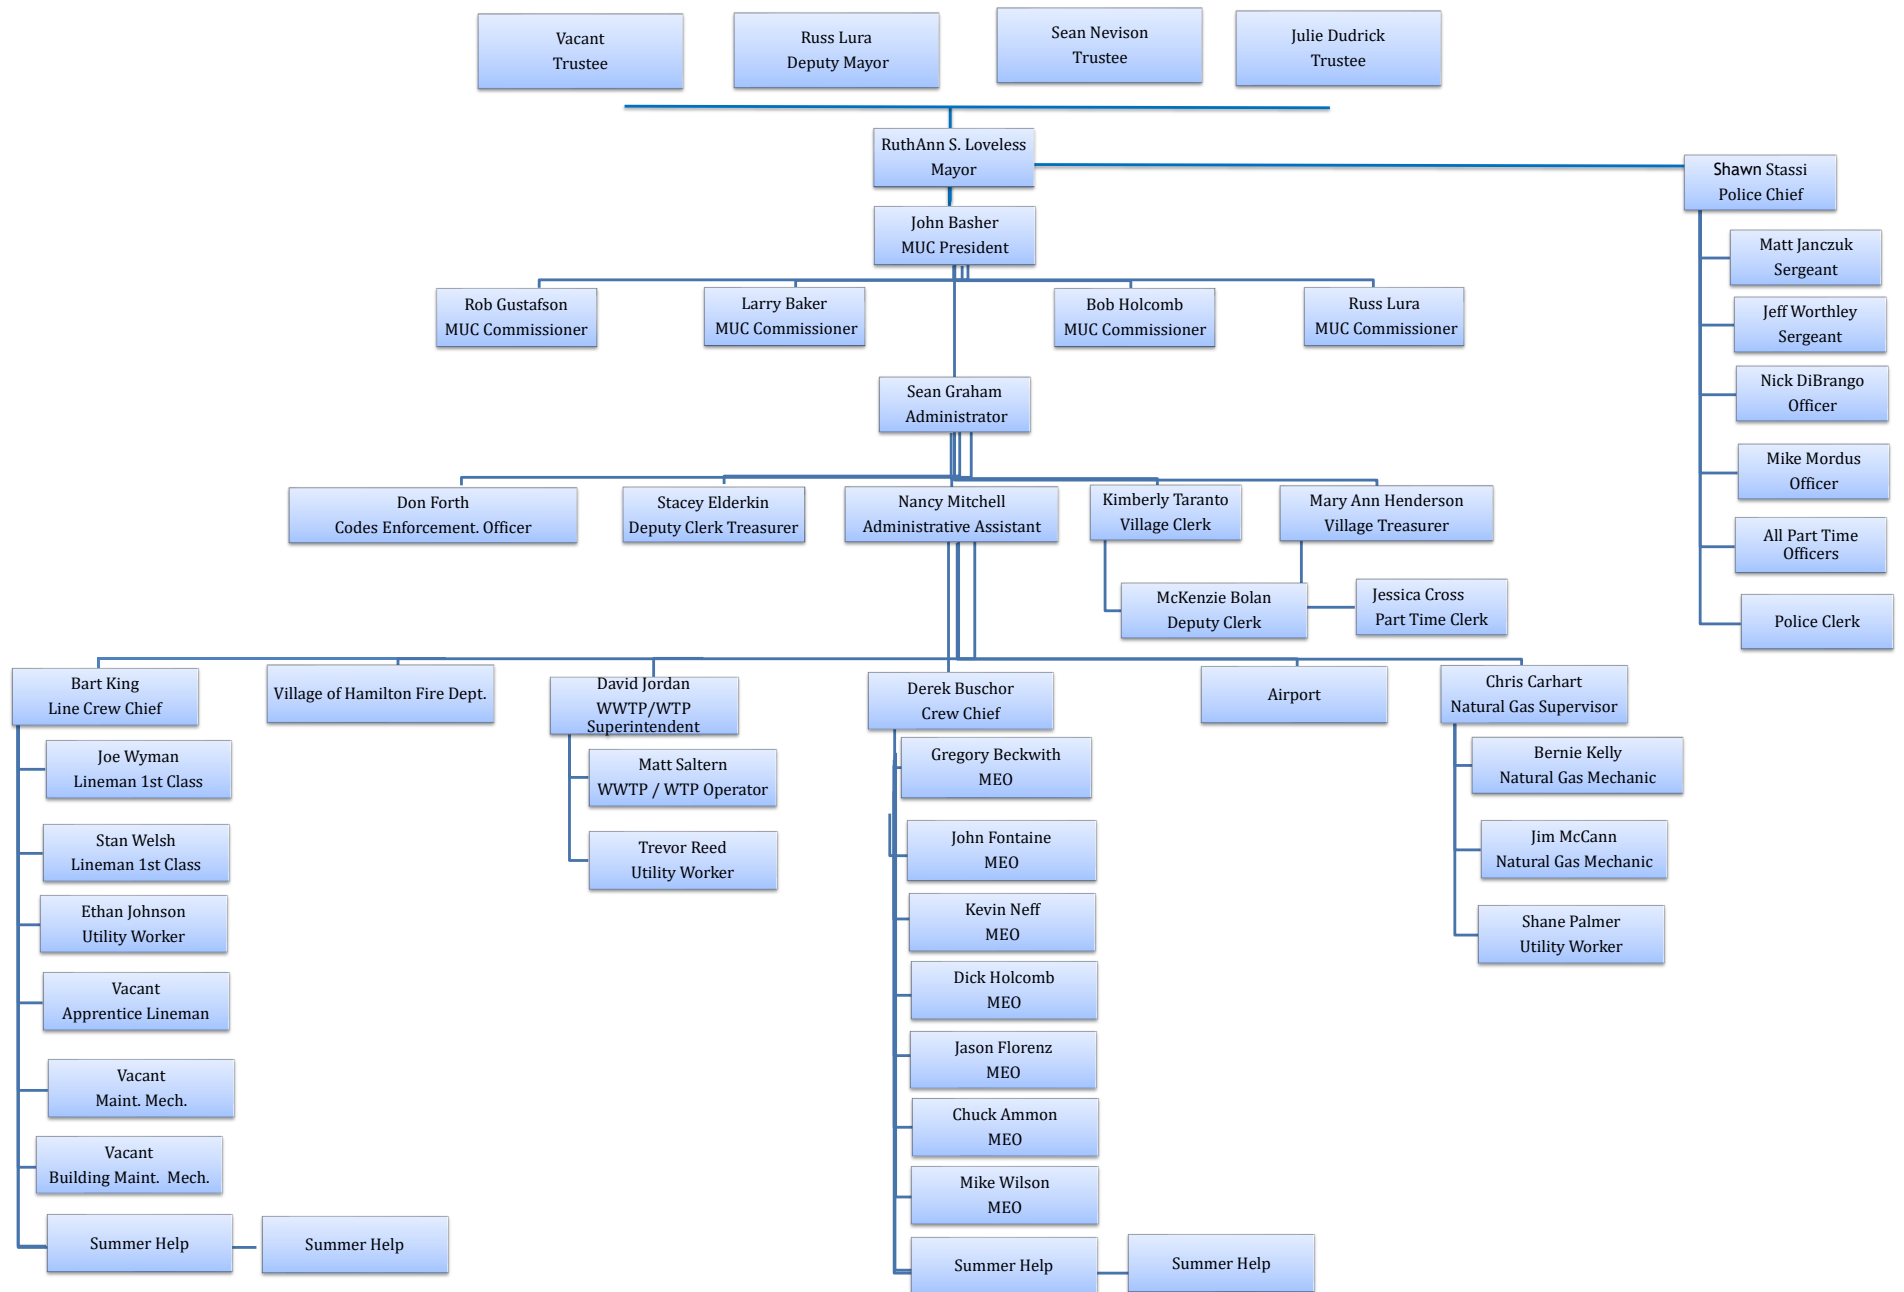 Vacant
Trustee
Russ Lura
Deputy Mayor
Sean Nevison
Trustee
Julie Dudrick
Trustee
RuthAnn S. Loveless
Mayor
Shawn Stassi
Police Chief
John Basher
MUC President
Matt Janczuk
Sergeant
Rob Gustafson
MUC Commissioner
Larry Baker
MUC Commissioner
Bob Holcomb
MUC Commissioner
Russ Lura
MUC Commissioner
Jeff Worthley
Sergeant
Sean Graham
Administrator
Nick DiBrango
Officer
Mike Mordus
Officer
Don Forth
Codes Enforcement. Officer
Stacey Elderkin
Deputy Clerk Treasurer
Nancy Mitchell
Administrative Assistant
Kimberly Taranto
Village Clerk
Mary Ann Henderson
Village Treasurer
All Part Time
Officers
McKenzie Bolan
Deputy Clerk
Jessica Cross
Part Time Clerk
Police Clerk
Bart King
Line Crew Chief
Village of Hamilton Fire Dept.
David Jordan
WWTP/WTP
Superintendent
Derek Buschor
Crew Chief
Airport
Chris Carhart
Natural Gas Supervisor
Joe Wyman
Lineman 1st Class
Matt Saltern
WWTP / WTP Operator
Gregory Beckwith
MEO
Bernie Kelly
Natural Gas Mechanic
Stan Welsh
Lineman 1st Class
Trevor Reed
Utility Worker
John Fontaine
MEO
Jim McCann
Natural Gas Mechanic
Ethan Johnson
Utility Worker
Kevin Neff
MEO
Shane Palmer
Utility Worker
Vacant
Apprentice Lineman
Dick Holcomb
MEO
Vacant
Maint. Mech.
Jason Florenz
MEO
Vacant
Building Maint.  Mech.
Chuck Ammon
MEO
Mike Wilson
MEO
Summer Help
Summer Help
Summer Help
Summer Help